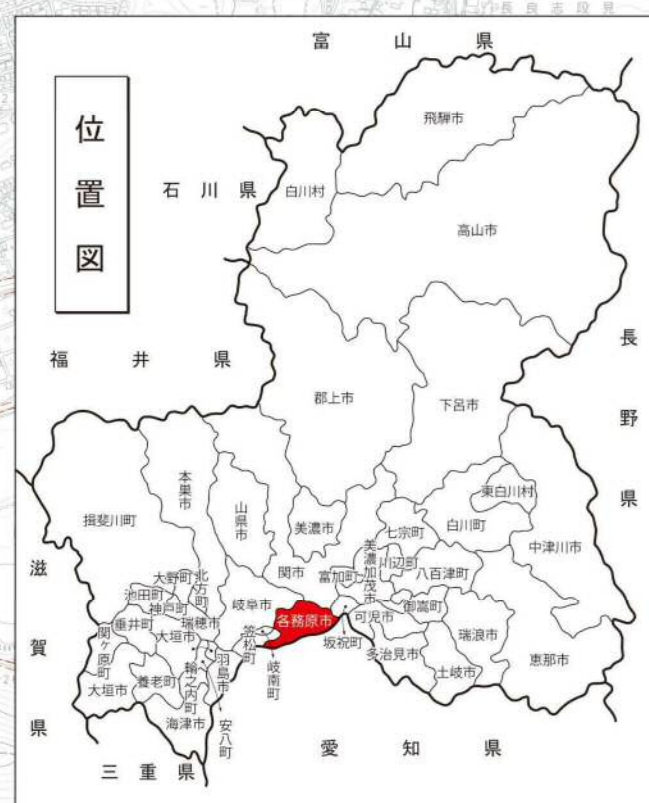 長良志段見
富山県
位置図
飛騨市
石川県
白川村
高山市
福井県
長野県
郡上市
下呂市
本巣市
山県市
東白川村
揖斐川町
美濃市
七宗町
白川町
中津川市
滋賀県
大野町
北方町
関市
富加町
美濃加茂市
川辺町
八百津町
池田町
神戸町
岐阜市
各務原市
可児市
御嵩町
関ヶ原町
垂井町
大垣市
瑞穂市
笠松町
坂祝町
瑞浪市
恵那市
多治見市
土岐市
大垣市
養老町
輪之内町
羽島市
岐南町
海津市
安八町
愛知県
三重県